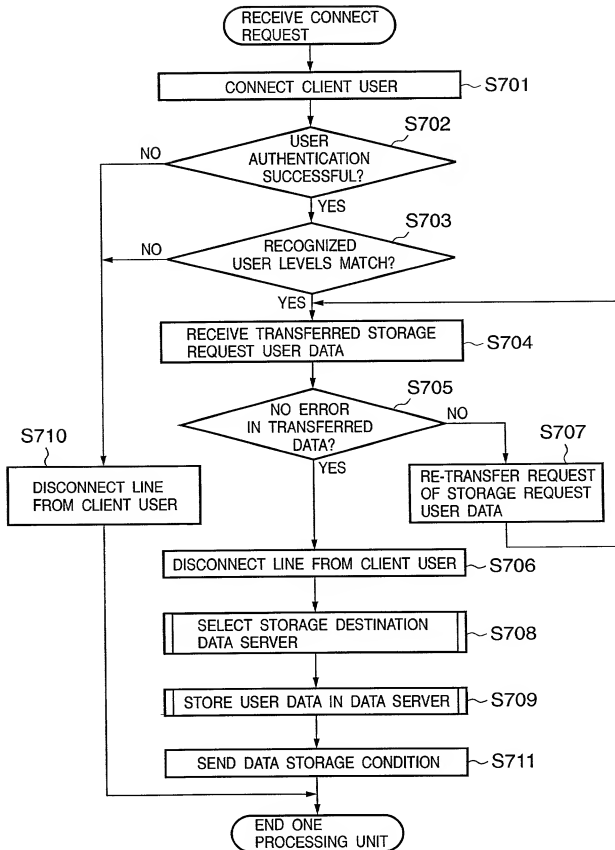 RECEIVE CONNECT
REQUEST
CONNECT CLIENT USER
S701
S702
USER
AUTHENTICATION
SUCCESSFUL?
NO
YES
S703
RECOGNIZED
USER LEVELS MATCH?
NO
YES
RECEIVE TRANSFERRED STORAGE
REQUEST USER DATA
S704
S705
NO ERROR
IN TRANSFERRED
DATA?
NO
YES
S710
DISCONNECT LINE
FROM CLIENT USER
S707
RE-TRANSFER REQUEST
OF STORAGE REQUEST
USER DATA
DISCONNECT LINE FROM CLIENT USER
S706
SELECT STORAGE DESTINATION
DATA SERVER
S708
STORE USER DATA IN DATA SERVER
S709
SEND DATA STORAGE CONDITION
S711
END ONE
PROCESSING UNIT